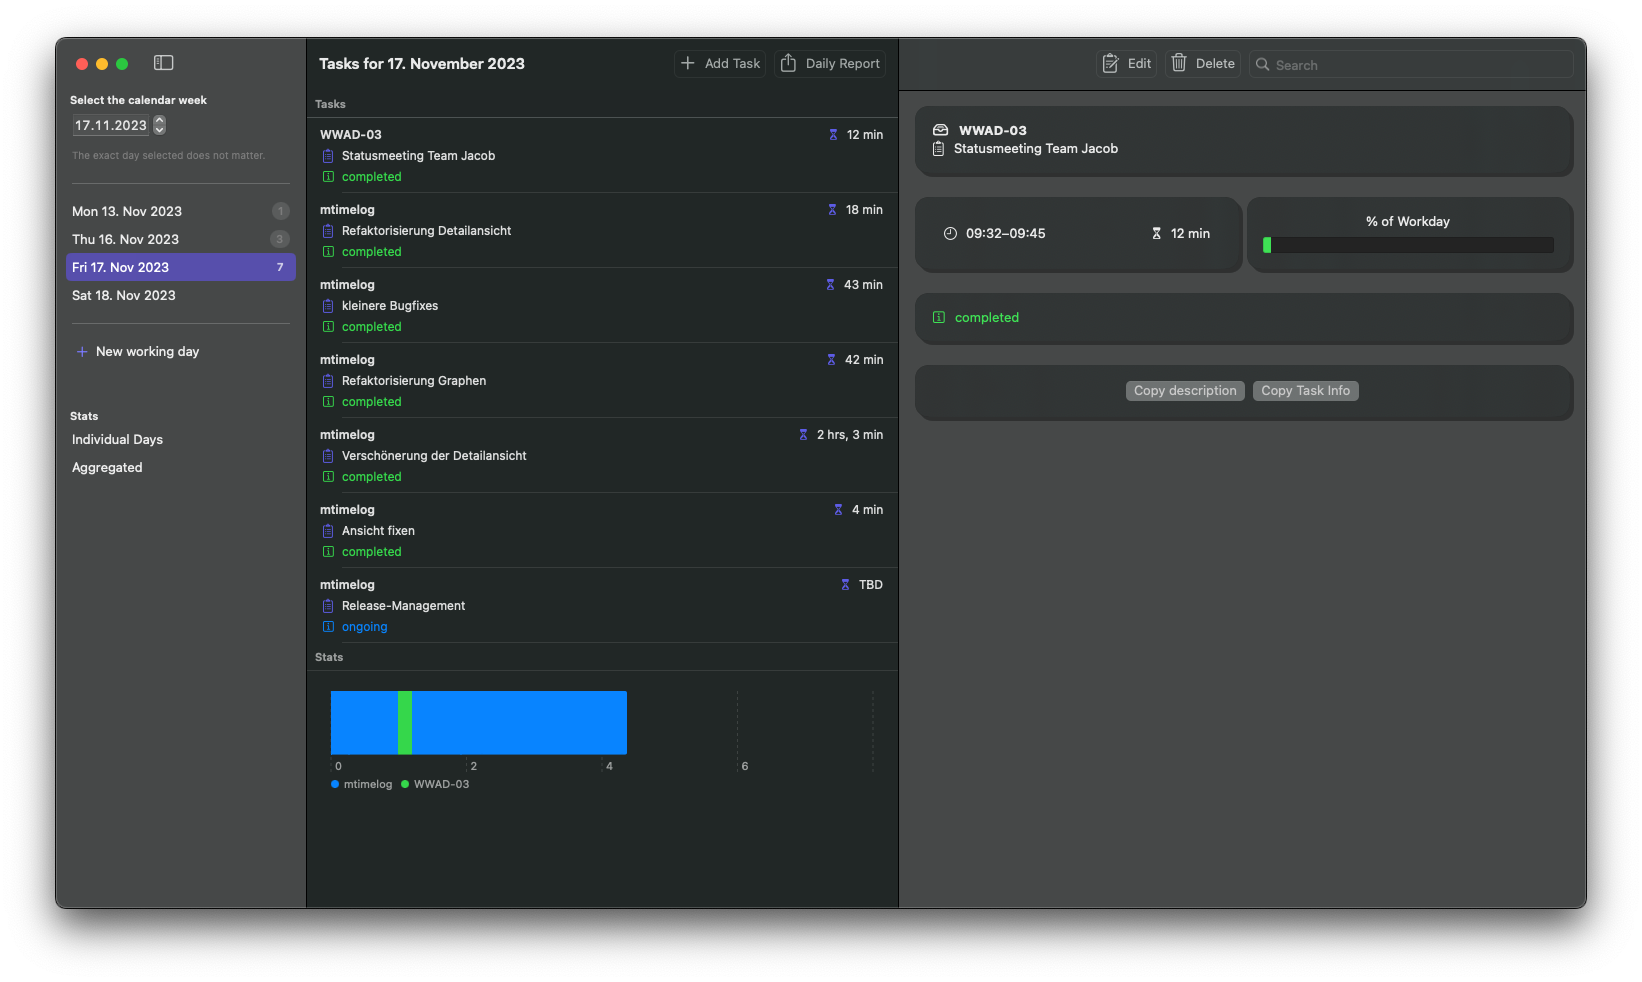 Select the calendar week
17.11.2023
The exact day selected does not matter.
Mon 13. Nov 2023 1
Thu 16. Nov 2023 3
Fri 17. Nov 2023 7
Sat 18. Nov 2023
New working day
Stats
Individual Days
Aggregated
Tasks for 17. November 2023
Add Task
Daily Report
Tasks
WWAD-03 12 min
Statusmeeting Team Jacob
completed
mtimelog 18 min
Refaktorisierung Detailansicht
completed
mtimelog 43 min
kleinere Bugfixes
completed
mtimelog 42 min
Refaktorisierung Graphen
completed
mtimelog 2 hrs, 3 min
Verschönerung der Detailansicht
completed
mtimelog 4 min
Ansicht fixen
completed
mtimelog TBD
Release-Management
ongoing
Stats
0 2 4 6
mtimelog WWAD-03
Edit
Delete
Search
WWAD-03
Statusmeeting Team Jacob
09:32–09:45 12 min
% of Workday
completed
Copy description
Copy Task Info